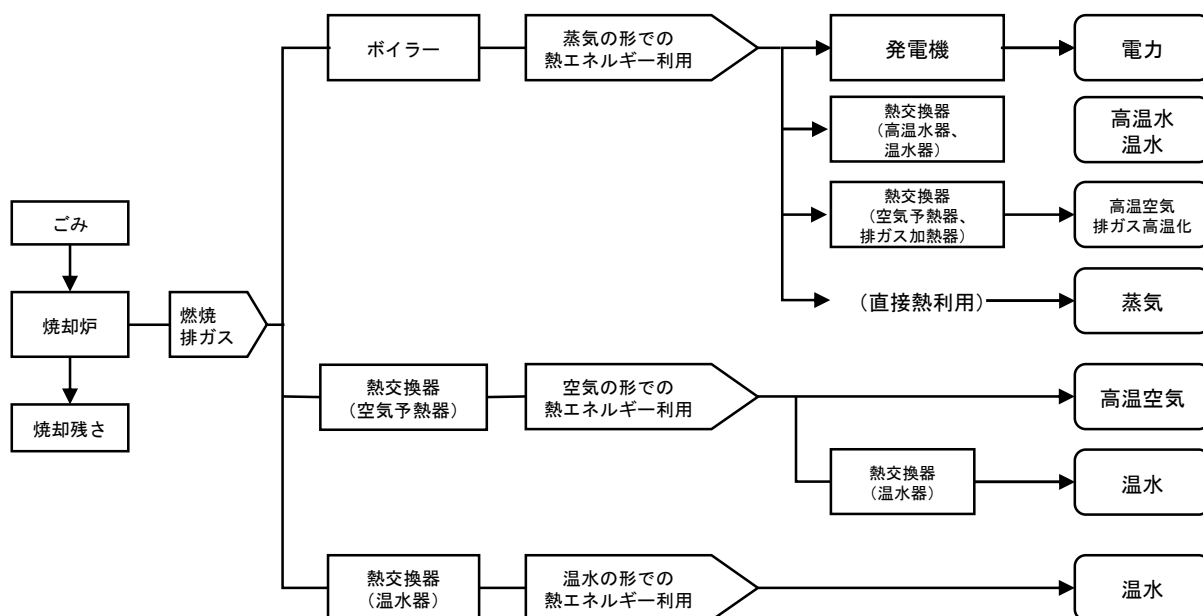 ボイラー
蒸気の形での
熱エネルギー利用
発電機
電力
熱交換器
（高温水器、
温水器）
高温水
温水
ごみ
熱交換器
（空気予熱器、
排ガス加熱器）
高温空気
排ガス高温化
焼却炉
燃焼
排ガス
（直接熱利用）
蒸気
焼却残さ
熱交換器
（空気予熱器）
空気の形での
熱エネルギー利用
高温空気
熱交換器
（温水器）
温水
熱交換器
（温水器）
温水の形での
熱エネルギー利用
温水